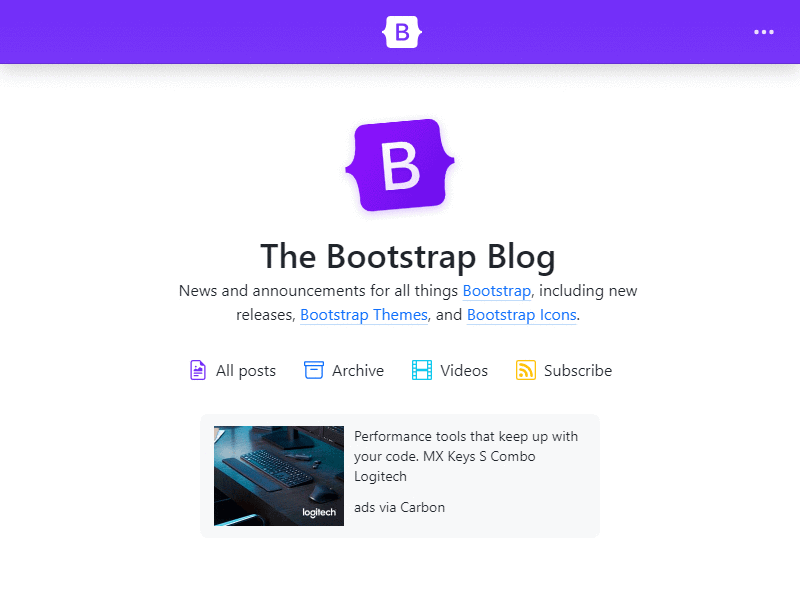 B
B
The Bootstrap Blog
News and announcements for all things Bootstrap, including new
releases, Bootstrap Themes, and Bootstrap Icons.
All posts Archive Videos Subscribe
Performance tools that keep up with
your code. MX Keys S Combo
Logitech
logitech
ads via Carbon